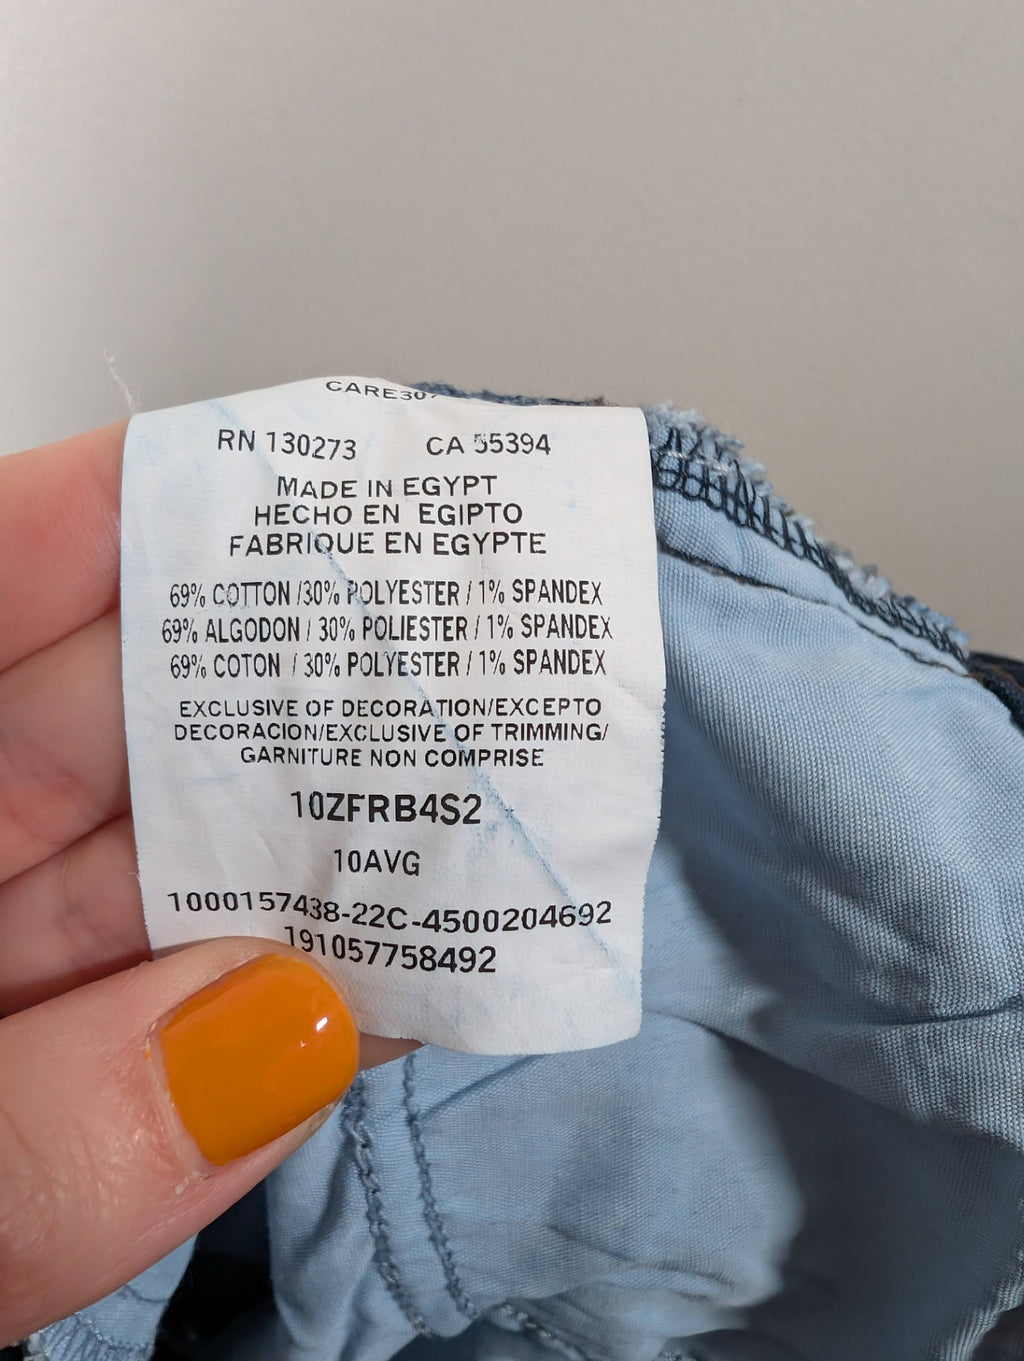 CARE307
RN 130273 CA 55394
MADE IN EGYPT
HECHO EN EGIPTO
FABRIQUE EN EGYPTE
69% COTTON /30% POLYESTER / 1% SPANDEX
69% ALGODON / 30% POLIESTER / 1% SPANDEX
69% COTON / 30% POLYESTER / 1% SPANDEX
EXCLUSIVE OF DECORATION/EXCEPTO
DECORACION/EXCLUSIVE OF TRIMMING/
GARNITURE NON COMPRISE
10ZFRB4S2
10AVG
1000157438-22C-4500204692
191057758492